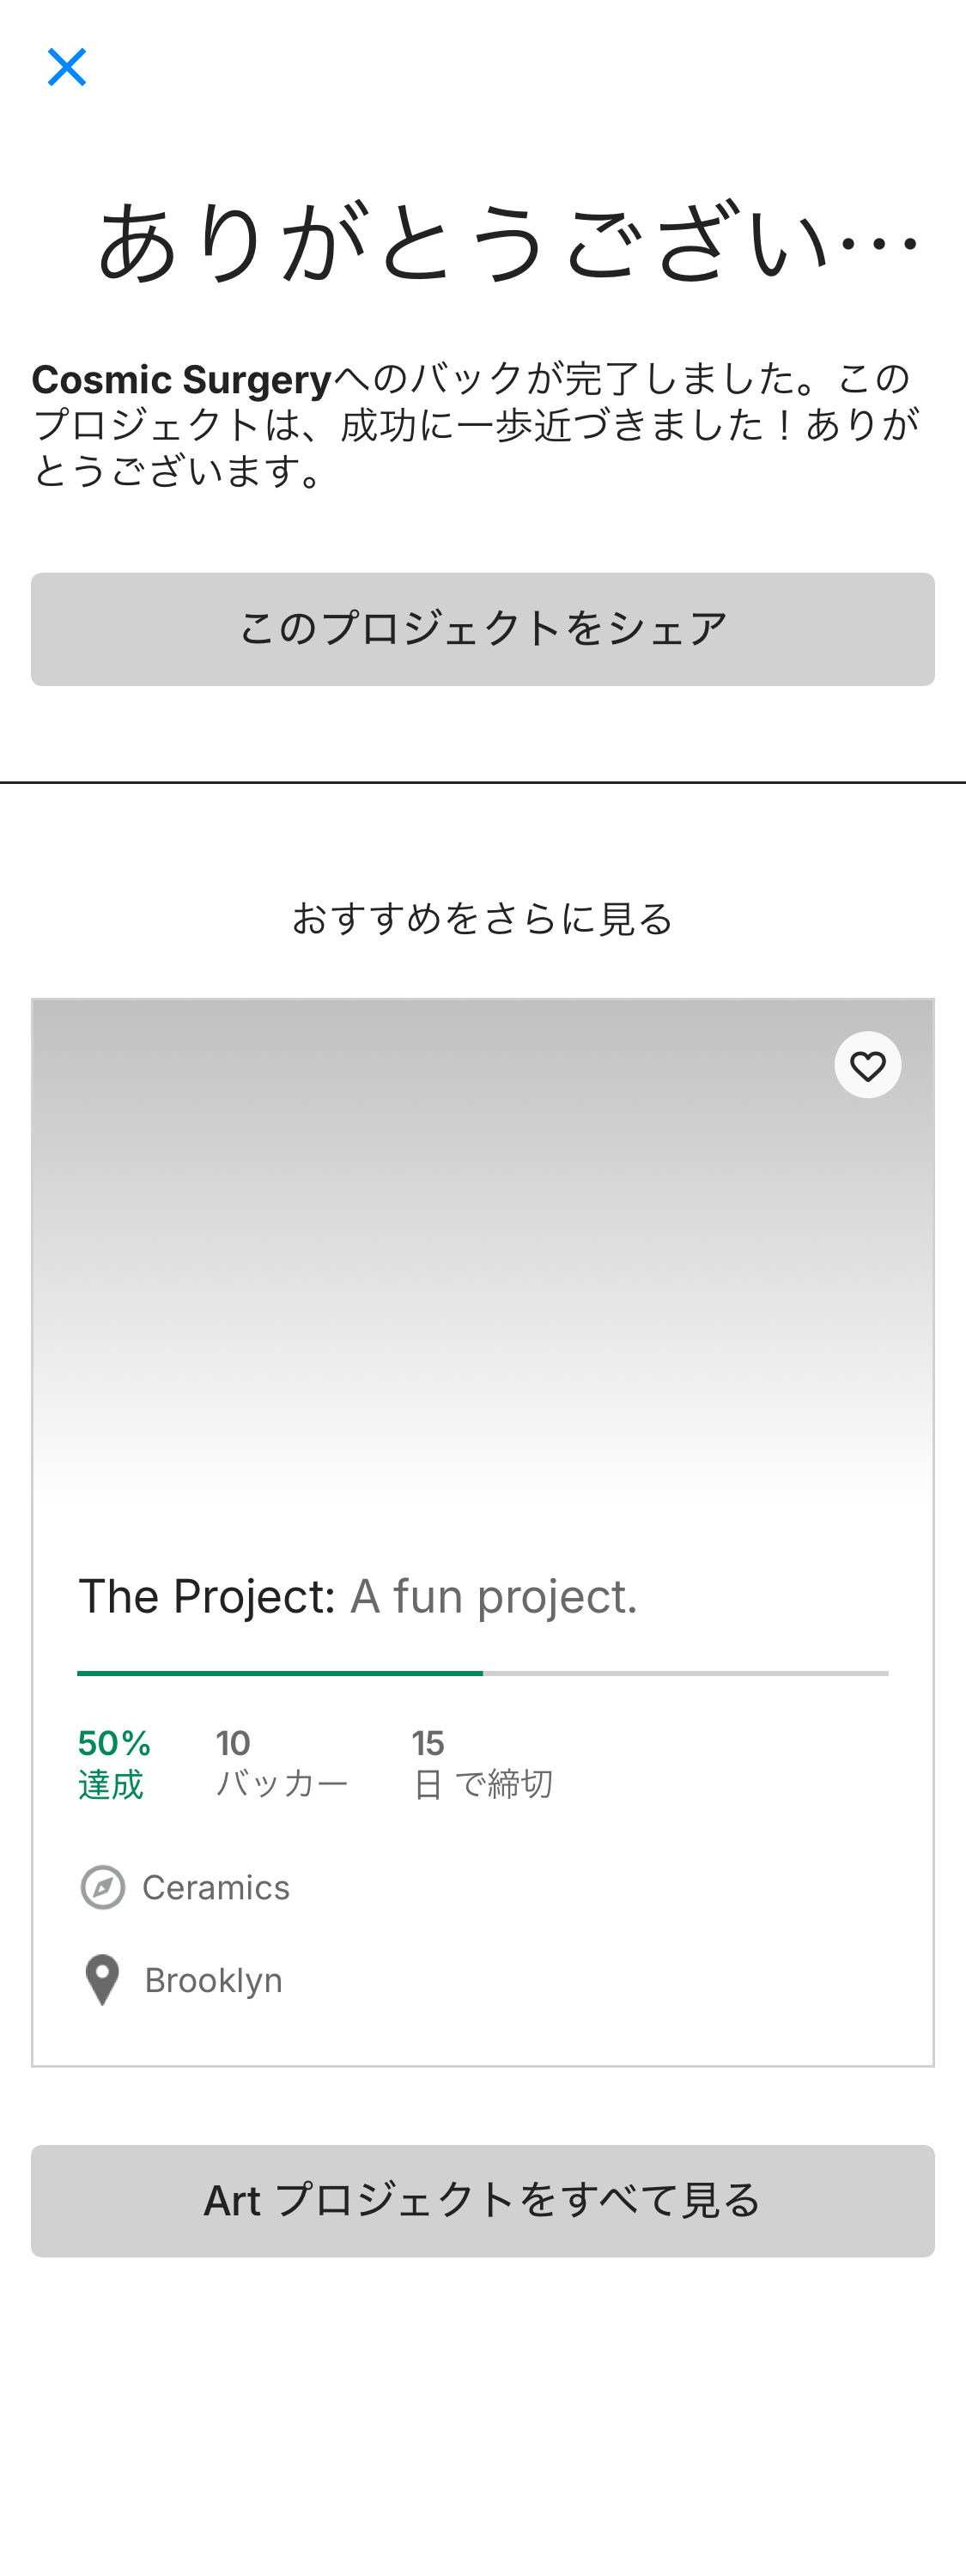 ありがとうござい…
Cosmic Surgeryへのバックが完了しました。この
プロジェクトは、成功に一歩近づきました！ありが
とうございます。
このプロジェクトをシェア
おすすめをさらに見る
The Project: A fun project.
50% 10 15
達成 バッカー 日 で締切
Ceramics
Brooklyn
Art プロジェクトをすべて見る